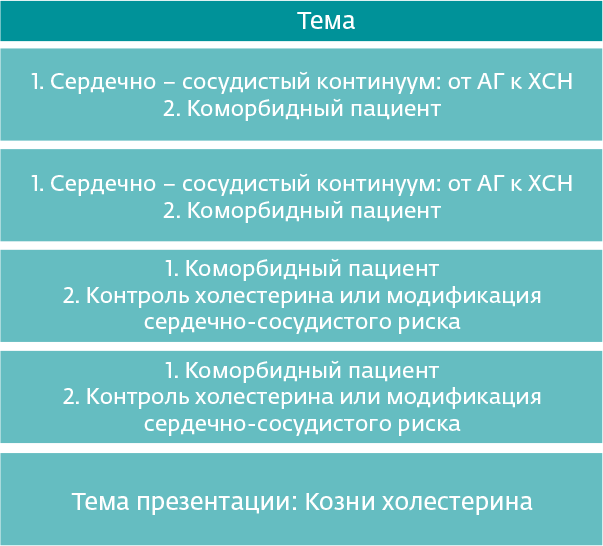 Тема
1. Сердечно – сосудистый континуум: от АГ к ХСН
2. Коморбидный пациент
1. Сердечно – сосудистый континуум: от АГ к ХСН
2. Коморбидный пациент
1. Коморбидный пациент
2. Контроль холестерина или модификация
сердечно-сосудистого риска
1. Коморбидный пациент
2. Контроль холестерина или модификация
сердечно-сосудистого риска
Тема презентации: Козни холестерина